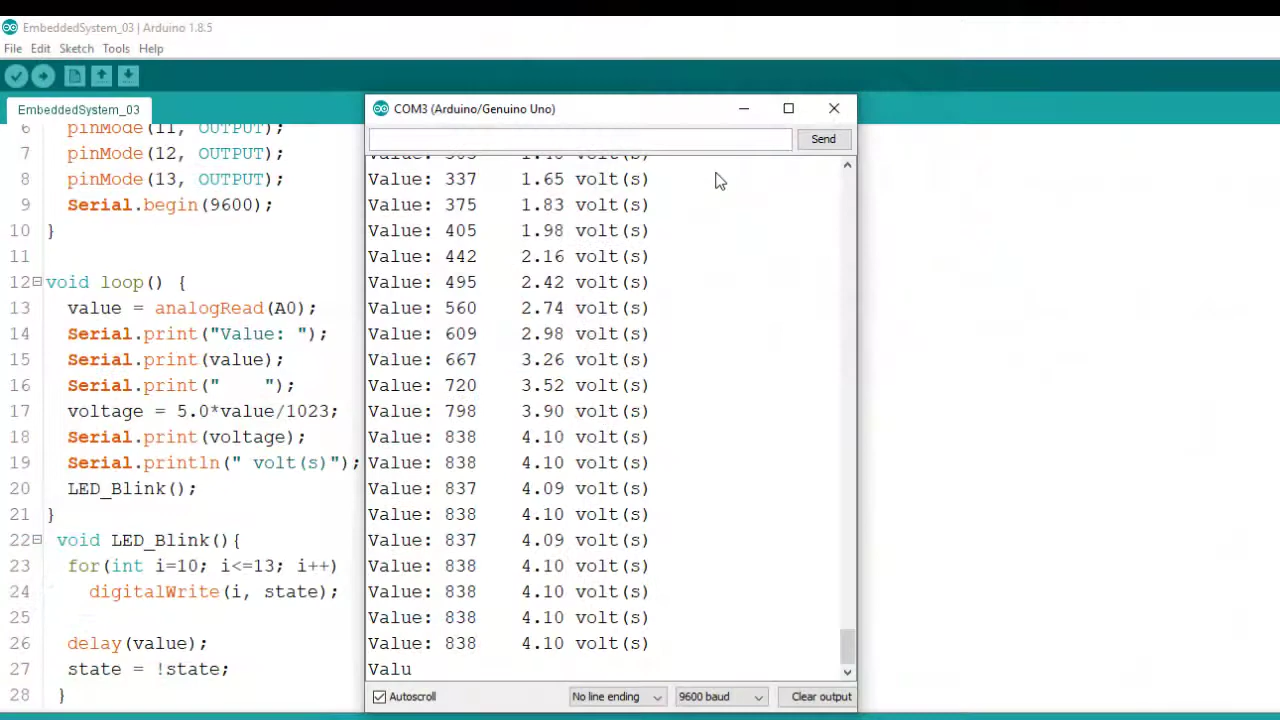 EmbeddedSystem_03 | Arduino 1.8.5
File Edit Sketch Tools Help
EmbeddedSystem_03
6 pinMode(11, OUTPUT);
7 pinMode(12, OUTPUT);
8 pinMode(13, OUTPUT);
9 Serial.begin(9600);
10 }
11
12 void loop() {
13 value = analogRead(A0);
14 Serial.print("Value: ");
15 Serial.print(value);
16 Serial.print("    ");
17 voltage = 5.0*value/1023;
18 Serial.print(voltage);
19 Serial.println(" volt(s)");
20 LED_Blink();
21 }
22 void LED_Blink(){
23 for(int i=10; i<=13; i++)
24 digitalWrite(i, state);
25
26 delay(value);
27 state = !state;
28 }
COM3 (Arduino/Genuino Uno)
Send
Value: 337    1.65 volt(s)
Value: 375    1.83 volt(s)
Value: 405    1.98 volt(s)
Value: 442    2.16 volt(s)
Value: 495    2.42 volt(s)
Value: 560    2.74 volt(s)
Value: 609    2.98 volt(s)
Value: 667    3.26 volt(s)
Value: 720    3.52 volt(s)
Value: 798    3.90 volt(s)
Value: 838    4.10 volt(s)
Value: 838    4.10 volt(s)
Value: 837    4.09 volt(s)
Value: 838    4.10 volt(s)
Value: 837    4.09 volt(s)
Value: 838    4.10 volt(s)
Value: 838    4.10 volt(s)
Value: 838    4.10 volt(s)
Value: 838    4.10 volt(s)
Valu
Autoscroll No line ending 9600 baud Clear output